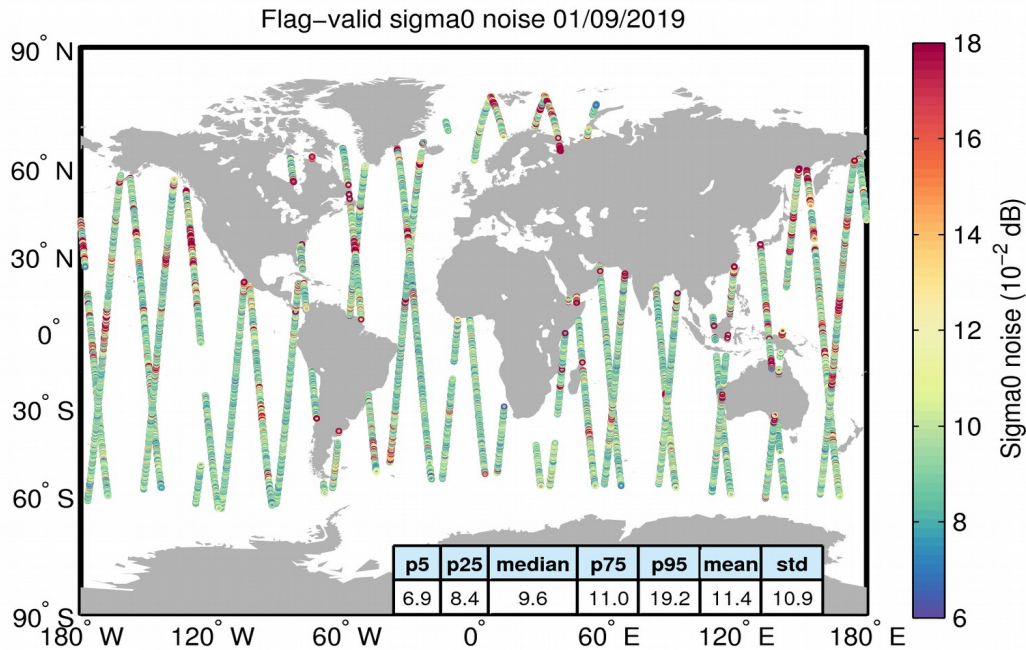 Flag−valid sigma0 noise 01/09/2019
90° N
60° N
30° N
0°
30° S
60° S
90° S
180° W
120° W
60° W
0°
60° E
120° E
180° E
p5 p25 median p75 p95 mean std
6.9 8.4 9.6 11.0 19.2 11.4 10.9
18
16
14
12
10
8
6
Sigma0 noise (10⁻² dB)